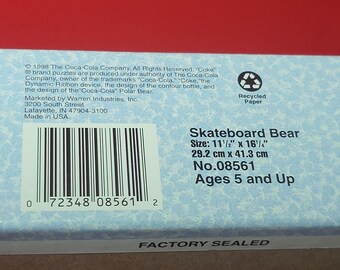 © 1998 The Coca-Cola Company. All Rights Reserved. "Coke"
® brand puzzles are produced under authority of The Coca-Cola
Company, owner of the trademarks "Coca-Cola," "Coke," the
Dynamic Ribbon device, the design of the contour bottle, and
the design of the "Coca-Cola" Polar Bear.
Marketed by Warren Industries, Inc.
3200 South Street
Lafayette, IN 47904-3100
Made in USA.
Recycled
Paper
Skateboard Bear
Size: 11½" x 16¼"
29.2 cm x 41.3 cm
No.08561
Ages 5 and Up
0 72348 08561 2
FACTORY SEALED